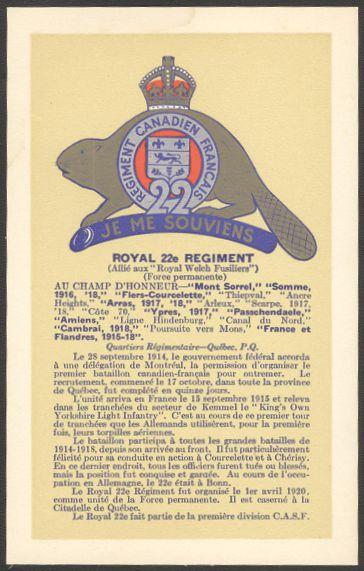 RÉGIMENT CANADIEN FRANÇAIS
22
JE ME SOUVIENS
ROYAL 22e REGIMENT
(Allié aux "Royal Welch Fusiliers")
(Force permanente)
AU CHAMP D'HONNEUR—"Mont Sorrel," "Somme,
1916, '18," "Flers-Courcelette," "Thiepval," "Ancre
Heights," "Arras, 1917, '18," "Arleux," "Scarpe, 1917,
'18," "Côte 70," "Ypres, 1917," "Passchendaele,"
"Amiens," "Ligne Hindenburg," "Canal du Nord,"
"Cambrai, 1918," "Poursuite vers Mons," "France et
Flandres, 1915-18".
Quartiers Régimentaire—Québec, P.Q.
Le 28 septembre 1914, le gouvernement fédéral accorda
à une délégation de Montréal, la permission d'organiser le
premier bataillon canadien-français pour outremer. Le
recrutement, commencé le 17 octobre, dans toute la province
de Québec, fut complété en quinze jours.
L'unité arriva en France le 15 septembre 1915 et releva
dans les tranchées du secteur de Kemmel le "King's Own
Yorkshire Light Infantry". C'est au cours de ce premier tour
de tranchées que les Allemands utilisèrent, pour la première
fois, leurs torpilles aériennes.
Le bataillon participa à toutes les grandes batailles de
1914-1918, depuis son arrivée au front. Il fut particulièrement
félicité pour sa conduite en action à Courcelette et à Chérisy.
En ce dernier endroit, tous les officiers furent tués ou blessés,
mais la position fut conquise et gardée. Au cours de l'occu-
pation en Allemagne, le 22e était à Bonn.
Le Royal 22e Régiment fut organisé le 1er avril 1920,
comme unité de la Force permanente. Il est caserné à la
Citadelle de Québec.
Le Royal 22e fait partie de la première division C.A.S.F.